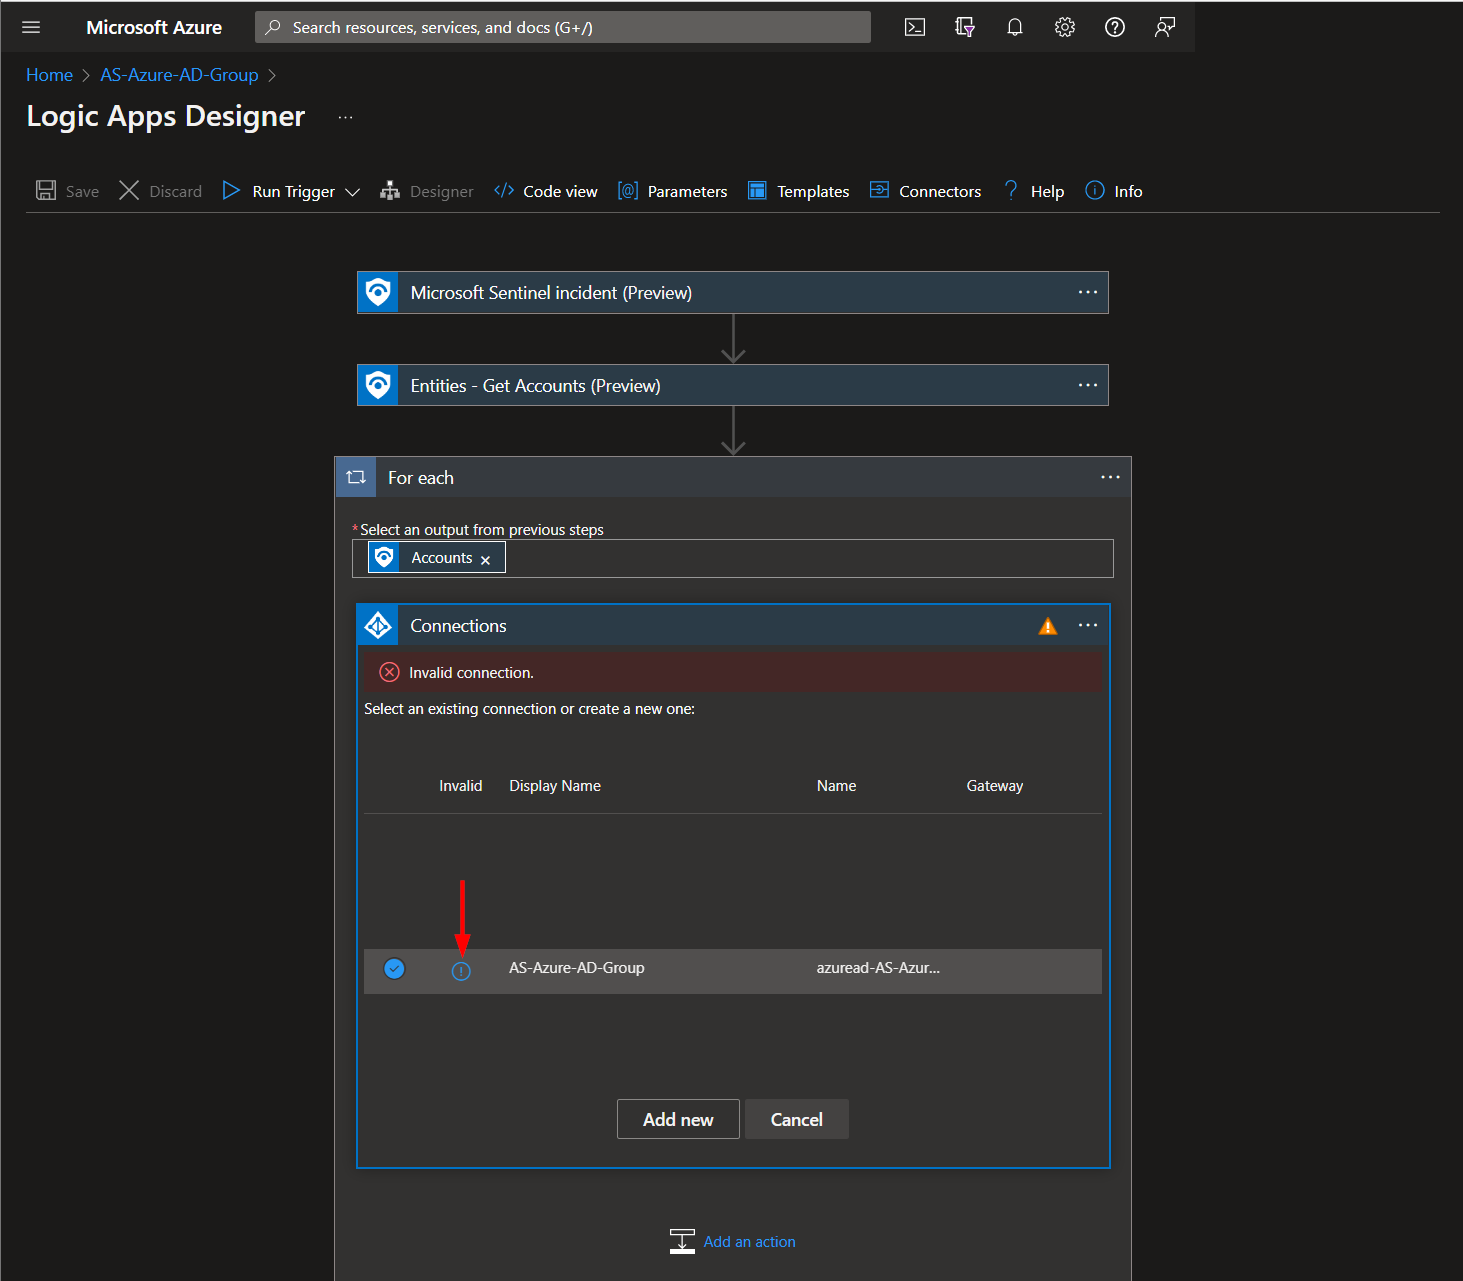 Microsoft Azure
Search resources, services, and docs (G+/)
Home > AS-Azure-AD-Group >
Logic Apps Designer ...
Save Discard Run Trigger Designer Code view Parameters Templates Connectors Help Info
Microsoft Sentinel incident (Preview)
Entities - Get Accounts (Preview)
For each
*Select an output from previous steps
Accounts
Connections
Invalid connection.
Select an existing connection or create a new one:
Invalid Display Name Name Gateway
AS-Azure-AD-Group azuread-AS-Azur...
Add new Cancel
Add an action